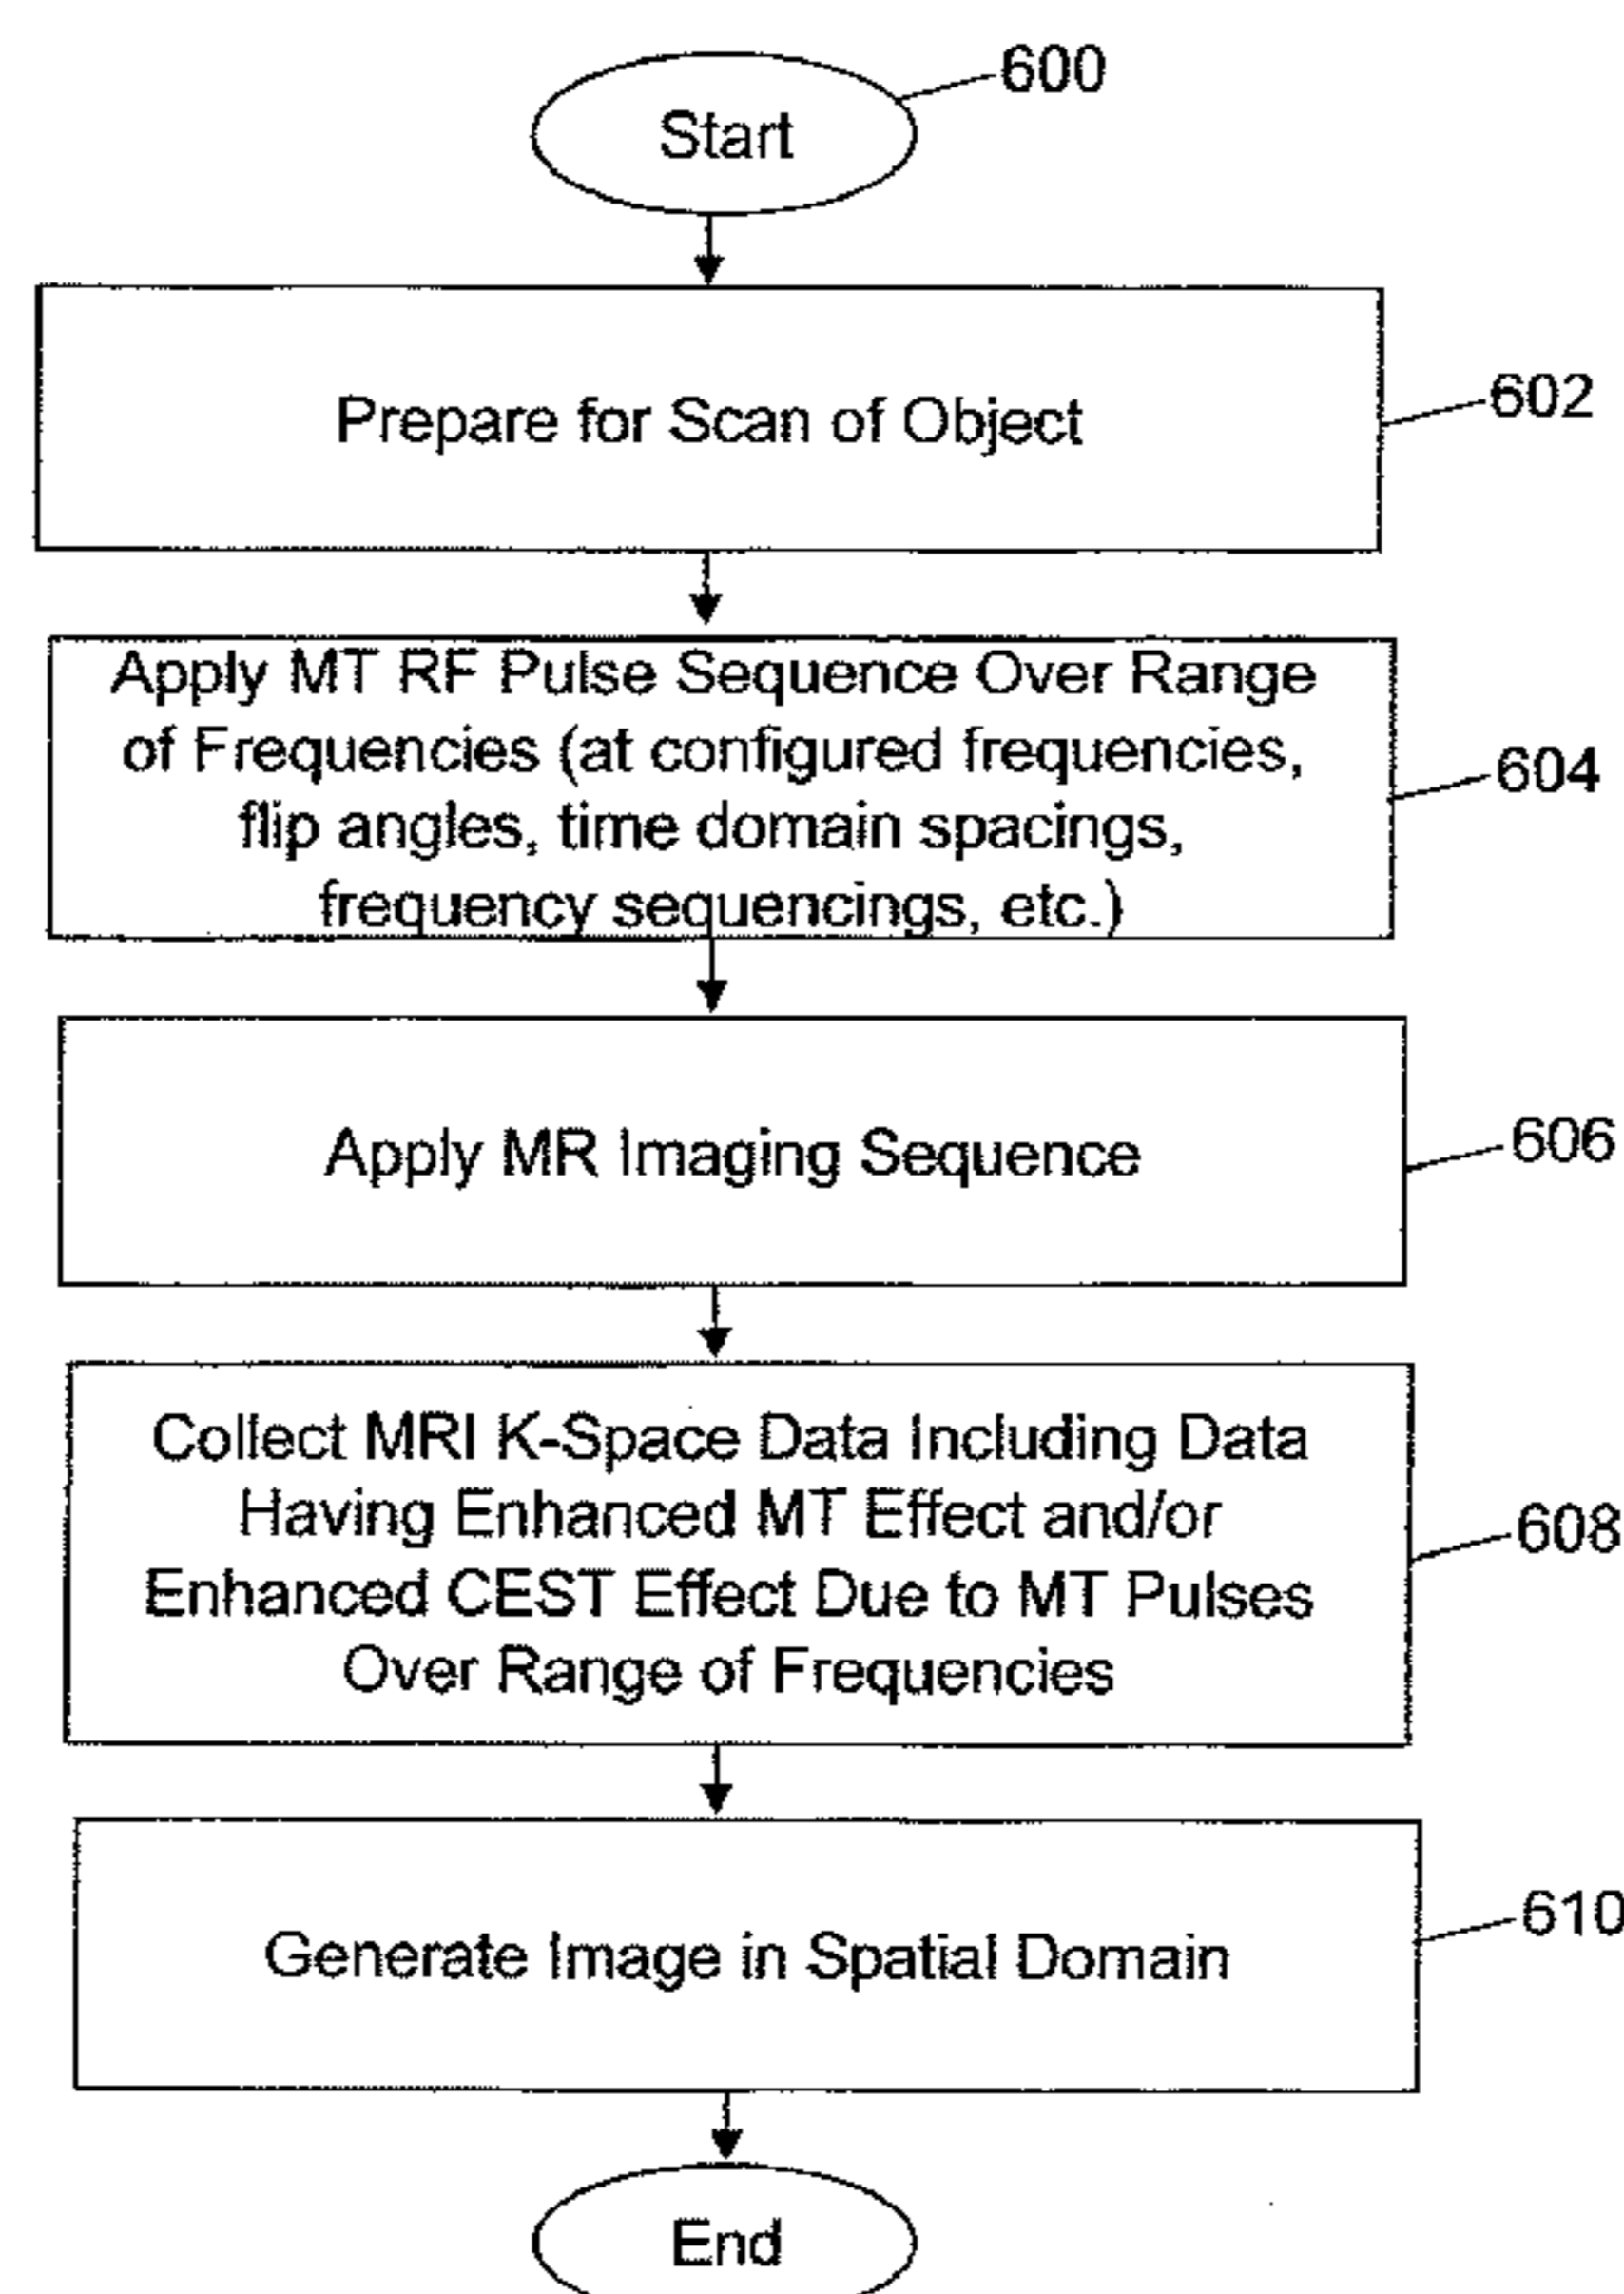 600
Start
602
Prepare for Scan of Object
Apply MT RF Pulse Sequence Over Range
of Frequencies (at configured frequencies,
flip angles, time domain spacings,
frequency sequencings, etc.)
604
Apply MR Imaging Sequence
606
Collect MRI K-Space Data Including Data
Having Enhanced MT Effect and/or
Enhanced CEST Effect Due to MT Pulses
Over Range of Frequencies
608
Generate Image in Spatial Domain
610
End